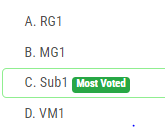 A. RG1
B. MG1
C. Sub1 Most Voted
D. VM1